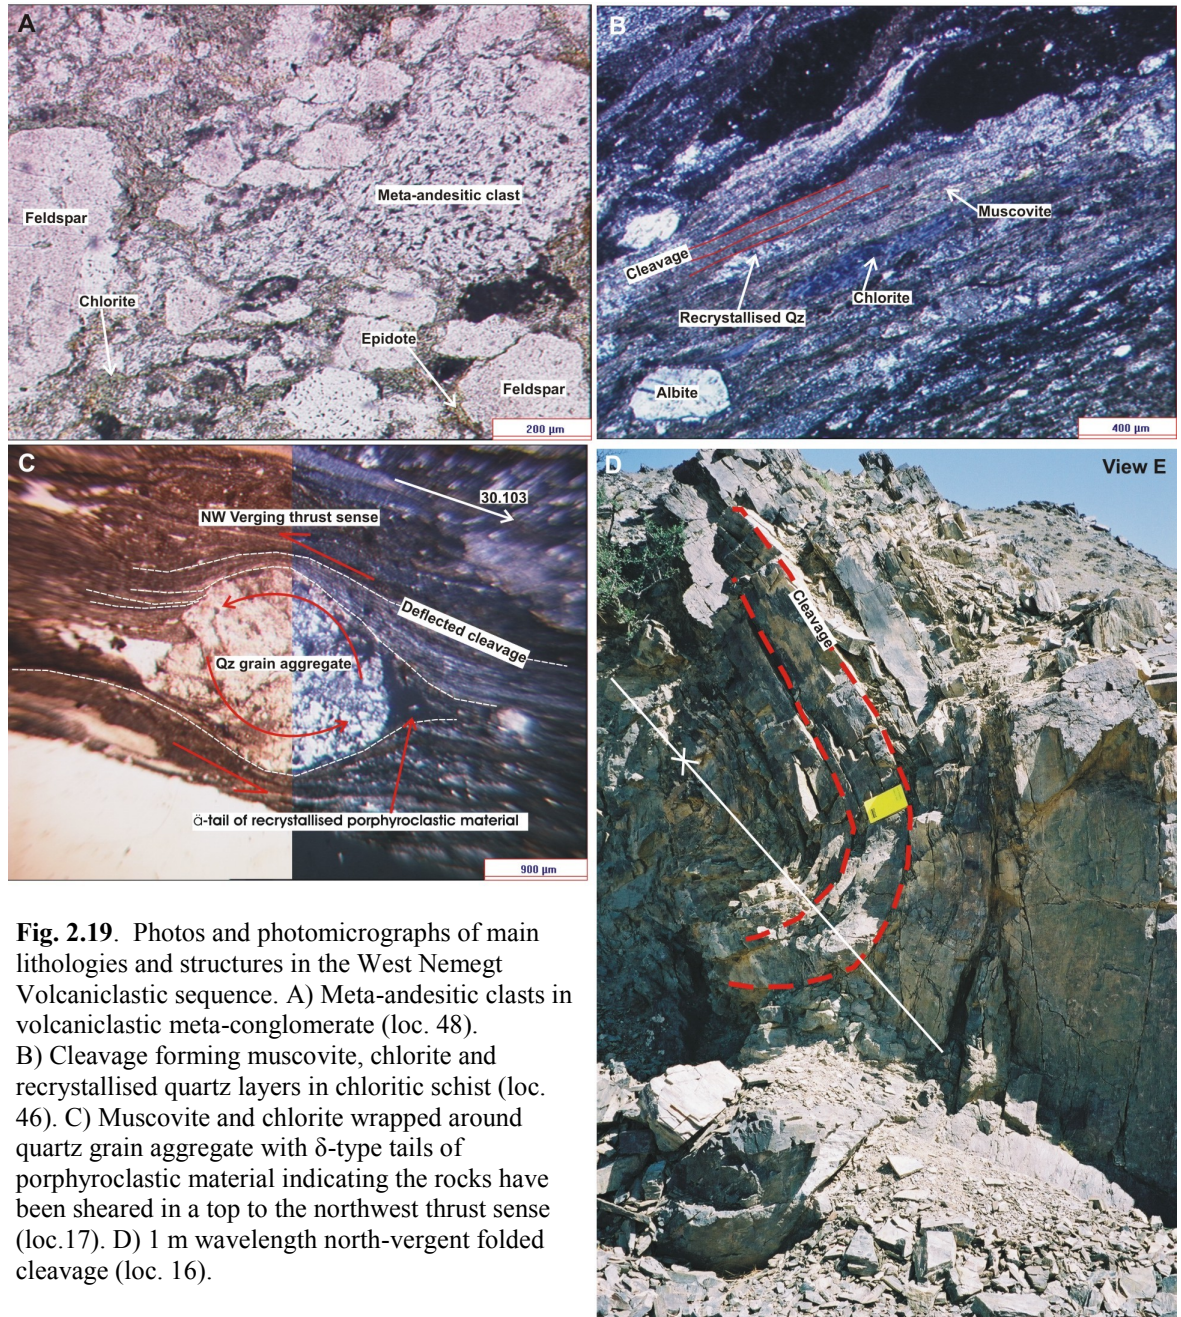 A
Feldspar
Meta-andesitic clast
Chlorite
Epidote
Feldspar
200 µm
B
Cleavage
Muscovite
Recrystallised Qz
Chlorite
Albite
400 µm
C
30.103
NW Verging thrust sense
Deflected cleavage
Qz grain aggregate
ӓ-tail of recrystallised porphyroclastic material
900 µm
D
View E
Cleavage
Fig. 2.19. Photos and photomicrographs of main
lithologies and structures in the West Nemegt
Volcaniclastic sequence. A) Meta-andesitic clasts in
volcaniclastic meta-conglomerate (loc. 48).
B) Cleavage forming muscovite, chlorite and
recrystallised quartz layers in chloritic schist (loc.
46). C) Muscovite and chlorite wrapped around
quartz grain aggregate with δ-type tails of
porphyroclastic material indicating the rocks have
been sheared in a top to the northwest thrust sense
(loc.17). D) 1 m wavelength north-vergent folded
cleavage (loc. 16).